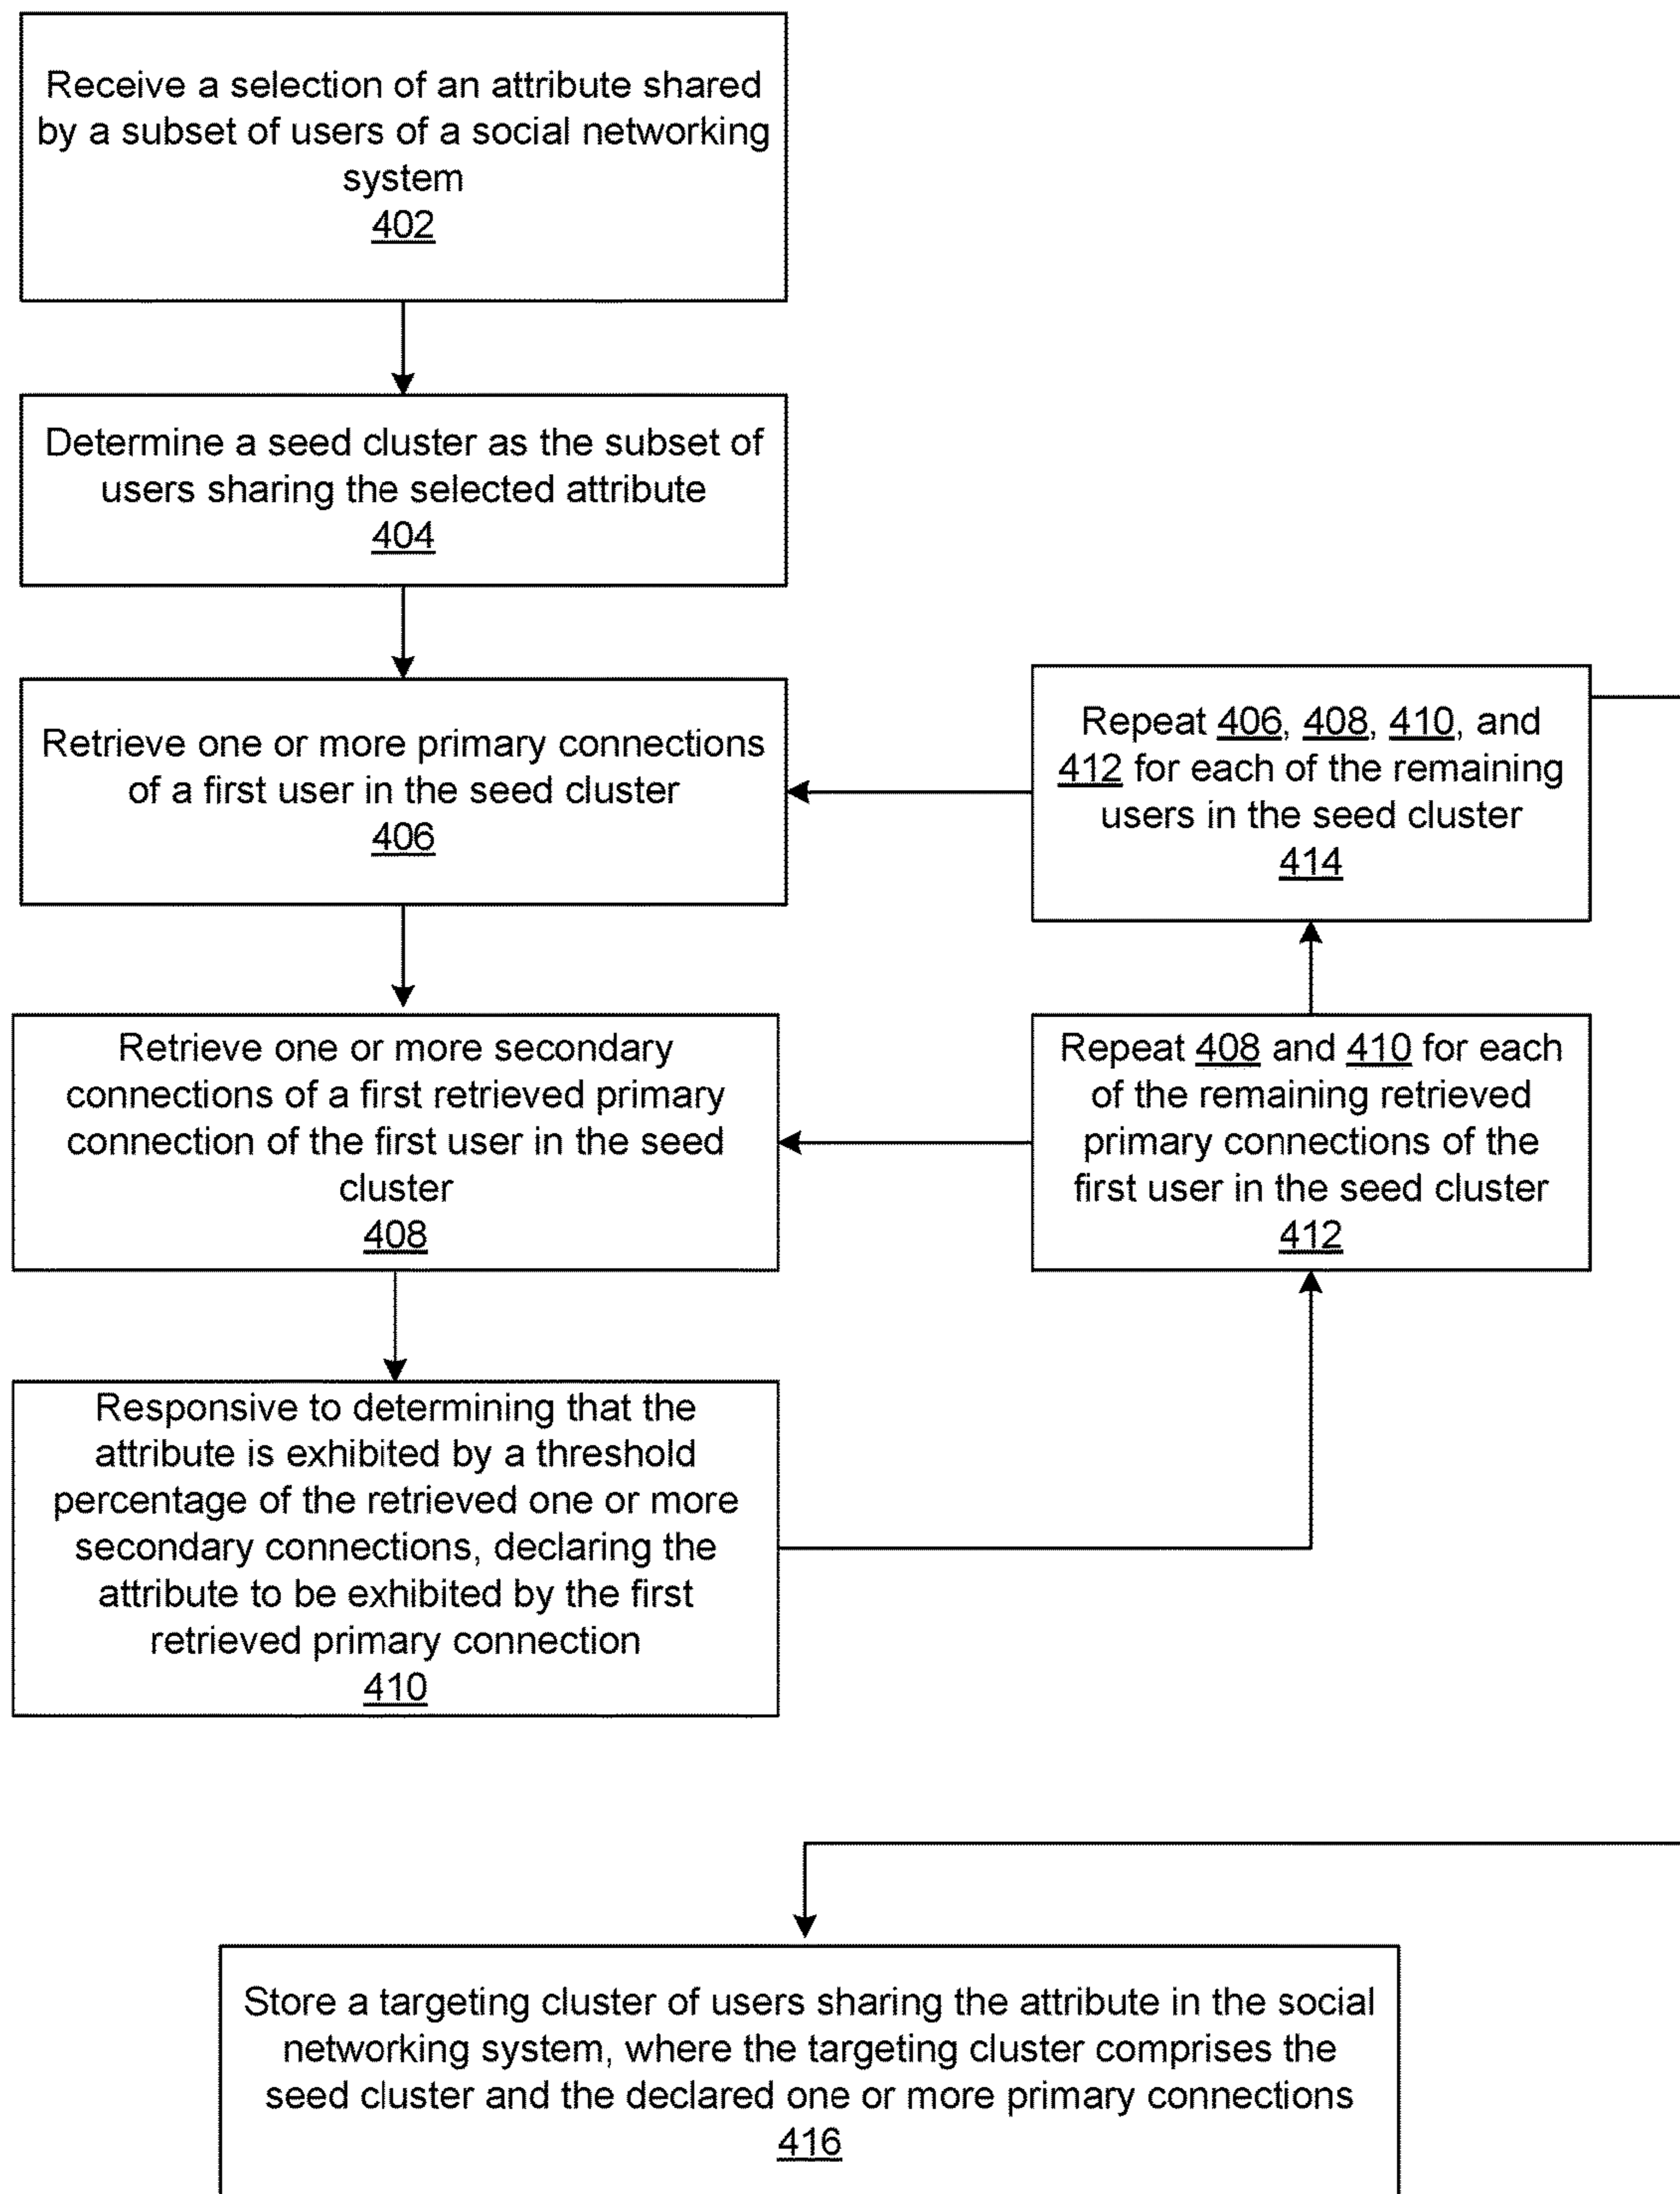 Receive a selection of an attribute shared
by a subset of users of a social networking
system
402
Determine a seed cluster as the subset of
users sharing the selected attribute
404
Retrieve one or more primary connections
of a first user in the seed cluster
406
Repeat 406, 408, 410, and
412 for each of the remaining
users in the seed cluster
414
Retrieve one or more secondary
connections of a first retrieved primary
connection of the first user in the seed
cluster
408
Repeat 408 and 410 for each
of the remaining retrieved
primary connections of the
first user in the seed cluster
412
Responsive to determining that the
attribute is exhibited by a threshold
percentage of the retrieved one or more
secondary connections, declaring the
attribute to be exhibited by the first
retrieved primary connection
410
Store a targeting cluster of users sharing the attribute in the social
networking system, where the targeting cluster comprises the
seed cluster and the declared one or more primary connections
416